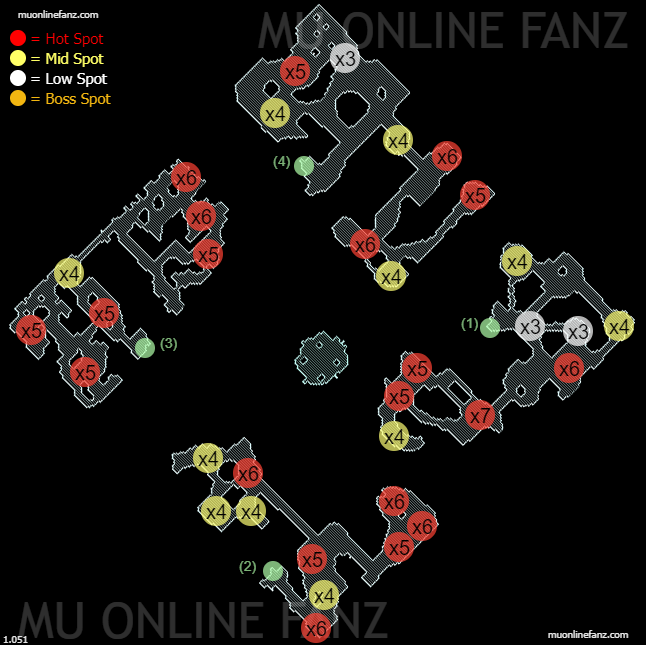 muonlinefanz.com
MU ONLINE FANZ
= Hot Spot
= Mid Spot
= Low Spot
= Boss Spot
x3
x5
x4
x4
x6
(4)
x6
x5
x6
x5
x6
x4
x4
x4
x5
x5
x5
(3)
(1)
x3
x3
x4
x6
x5
x5
x7
x4
x4
x6
x4
x4
x6
x6
x5
x5
(2)
x4
x6
MU ONLINE FANZ
1.051
muonlinefanz.com